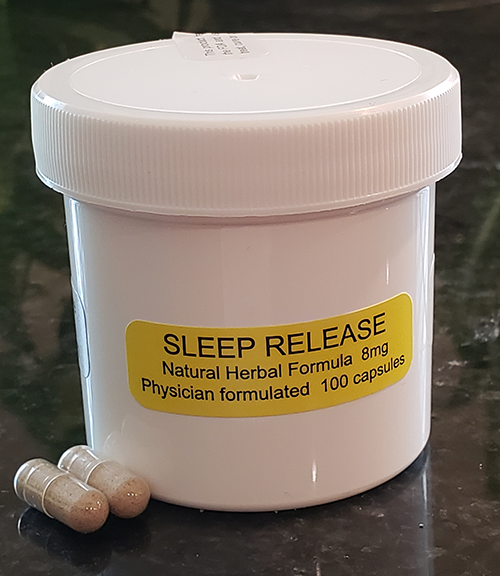 SLEEP RELEASE
Natural Herbal Formula 8mg
Physician formulated 100 capsules